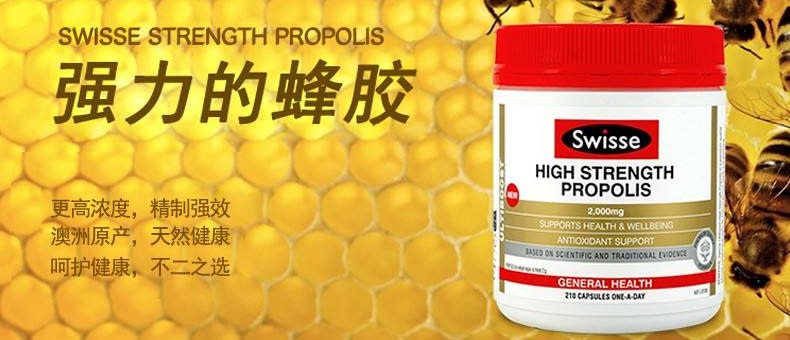 SWISSE STRENGTH PROPOLIS
强力的蜂胶
更高浓度，精制强效
澳洲原产，天然健康
呵护健康，不二之选
Swisse
HIGH STRENGTH
PROPOLIS
NEW
2,000mg
SUPPORTS HEALTH & WELLBEING
ANTIOXIDANT SUPPORT
BASED ON SCIENTIFIC AND TRADITIONAL EVIDENCE
GENERAL HEALTH
210 CAPSULES ONE-A-DAY